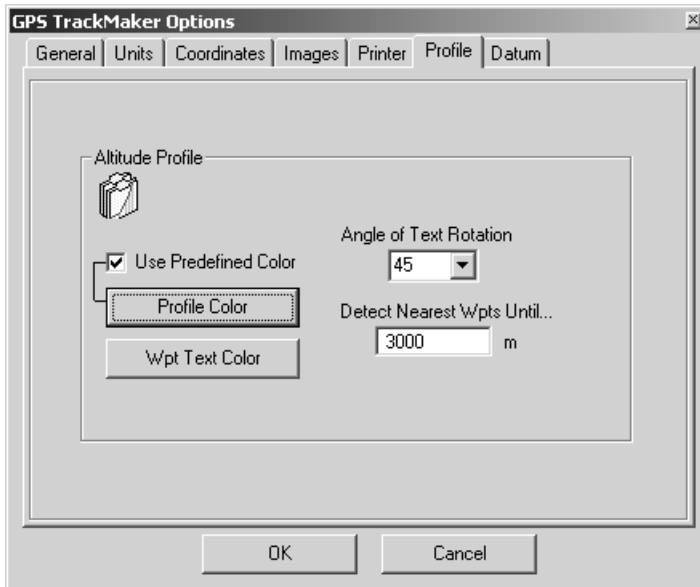 GPS TrackMaker Options
General Units Coordinates Images Printer Profile Datum
Altitude Profile
Use Predefined Color
Profile Color
Wpt Text Color
Angle of Text Rotation
45
Detect Nearest Wpts Until...
3000 m
OK Cancel